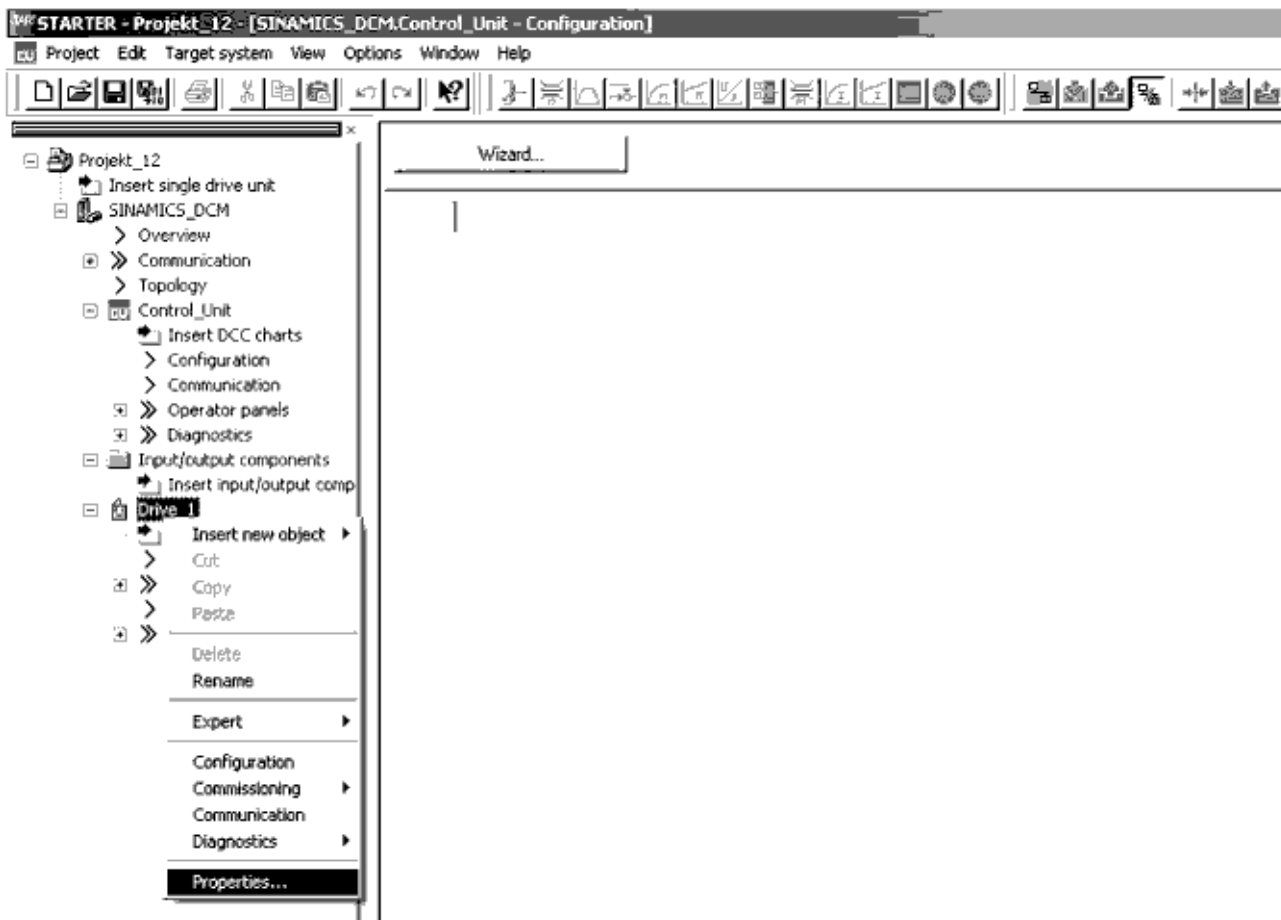 STARTER - Projekt_12 - [SINAMICS_DCM.Control_Unit - Configuration]
Project Edit Target system View Options Window Help
Wizard...
Projekt_12
Insert single drive unit
SINAMICS_DCM
Overview
Communication
Topology
Control_Unit
Insert DCC charts
Configuration
Communication
Operator panels
Diagnostics
Input/output components
Insert input/output comp
Drive_1
Insert new object
Cut
Copy
Paste
Delete
Rename
Expert
Configuration
Commissioning
Communication
Diagnostics
Properties...